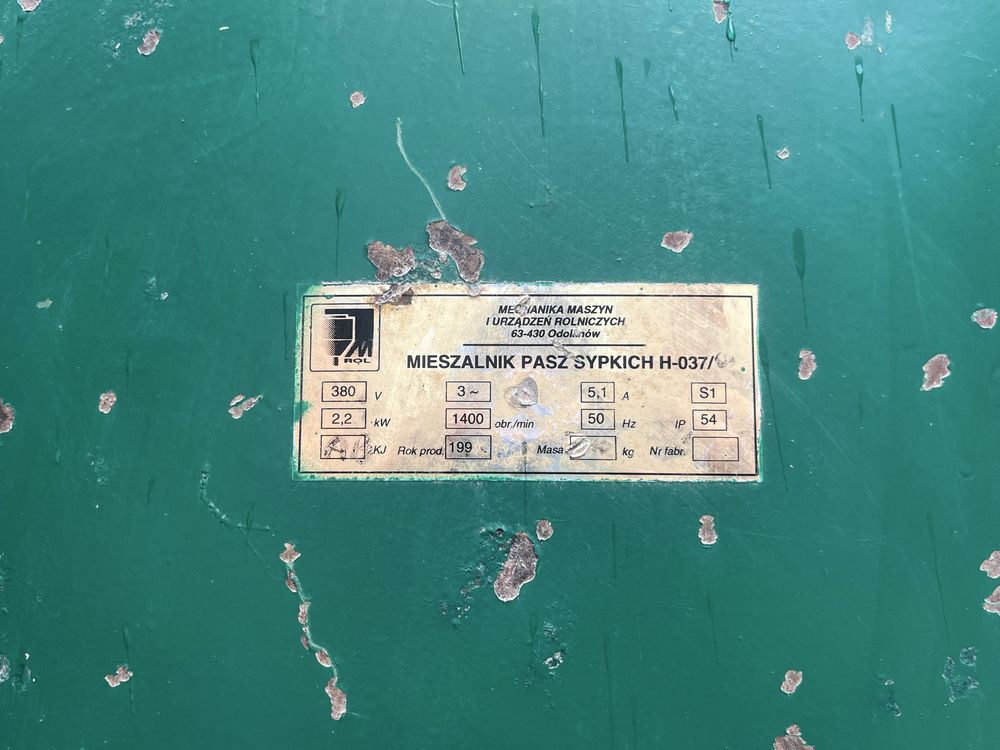 M
ROL
MECHANIKA MASZYN
I URZĄDZEŃ ROLNICZYCH
63-430 Odolanów
MIESZALNIK PASZ SYPKICH H-037/
380 V 3~ 5,1 A S1
2,2 kW 1400 obr./min 50 Hz IP 54
KJ Rok prod. 199 Masa kg Nr fabr.